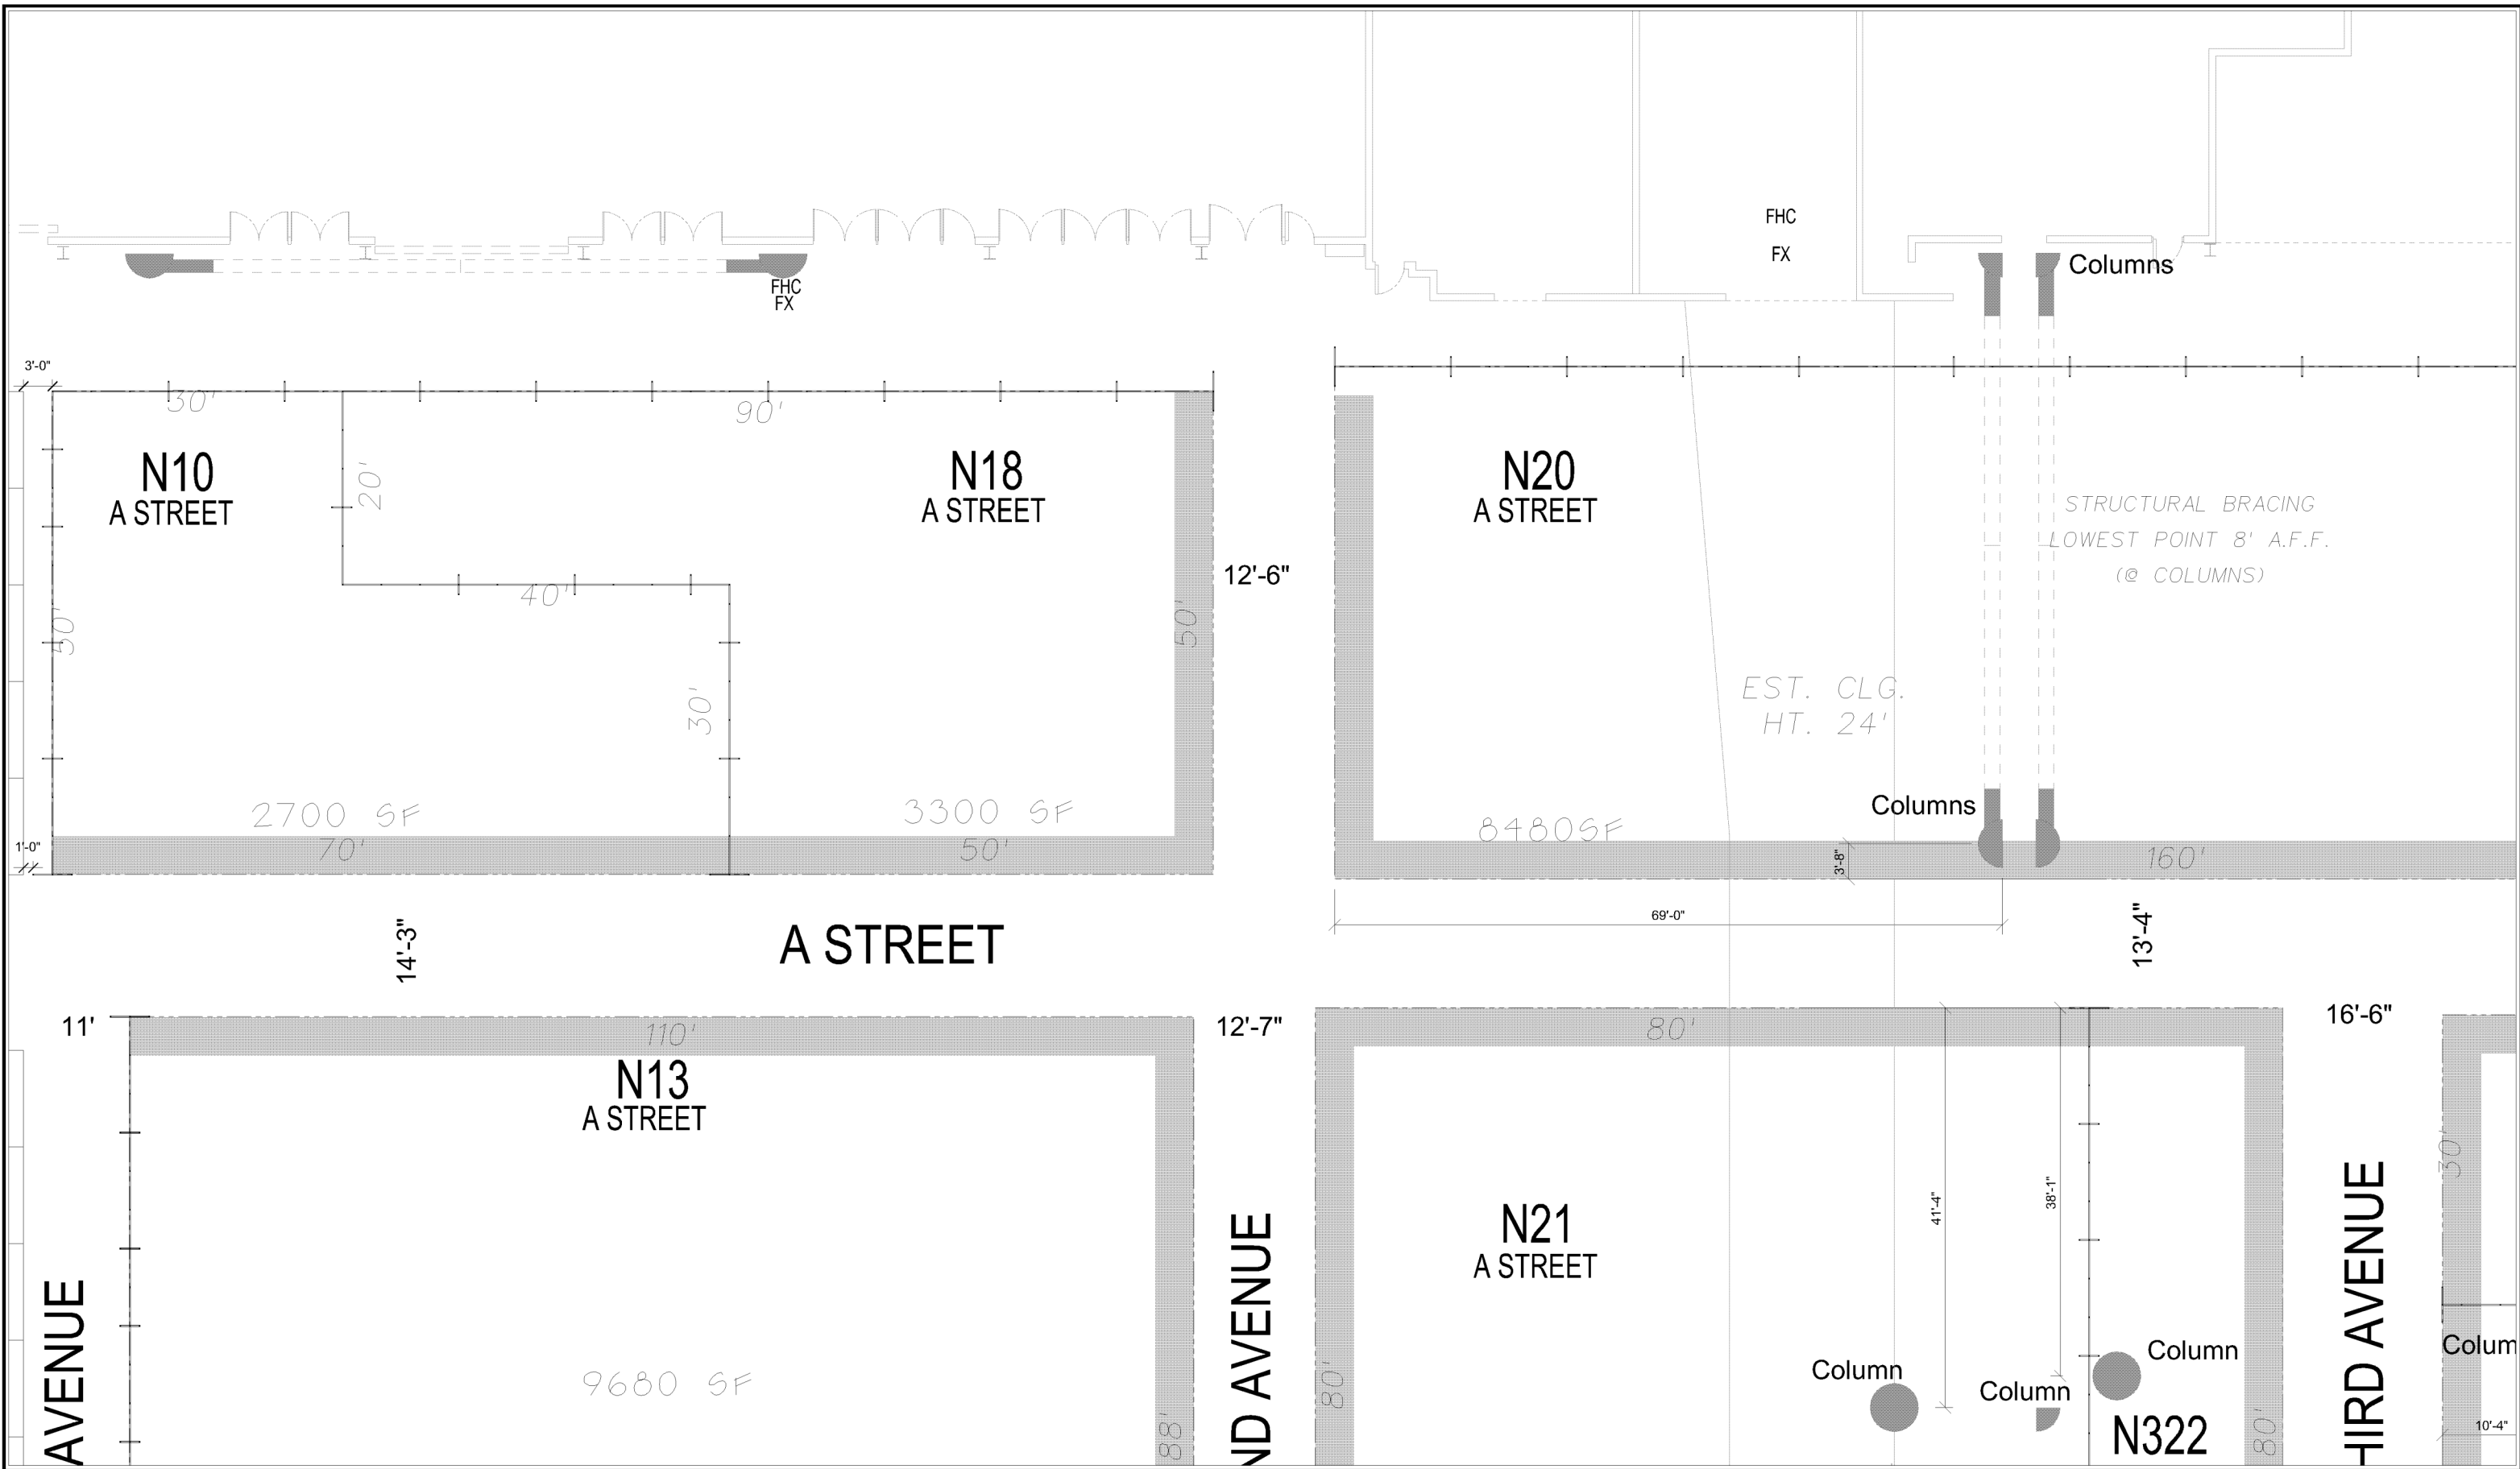 FHC
FX
Columns
FHC
FX
3'-0"
30'
90'
N10
A STREET
20'
N18
A STREET
N20
A STREET
STRUCTURAL BRACING
LOWEST POINT 8' A.F.F.
(@ COLUMNS)
12'-6"
40'
50'
50'
30'
EST. CLG.
HT. 24'
2700 SF
3300 SF
8480SF
Columns
1'-0"
70'
50'
3'-8"
160'
69'-0"
14'-3"
A STREET
13'-4"
11'
110'
12'-7"
80'
16'-6"
N13
A STREET
30'
41'-4"
38'-1"
N21
A STREET
AVENUE
ND AVENUE
HIRD AVENUE
9680 SF
80'
Column
Column
Column
Colum
88'
N322
80'
10'-4"